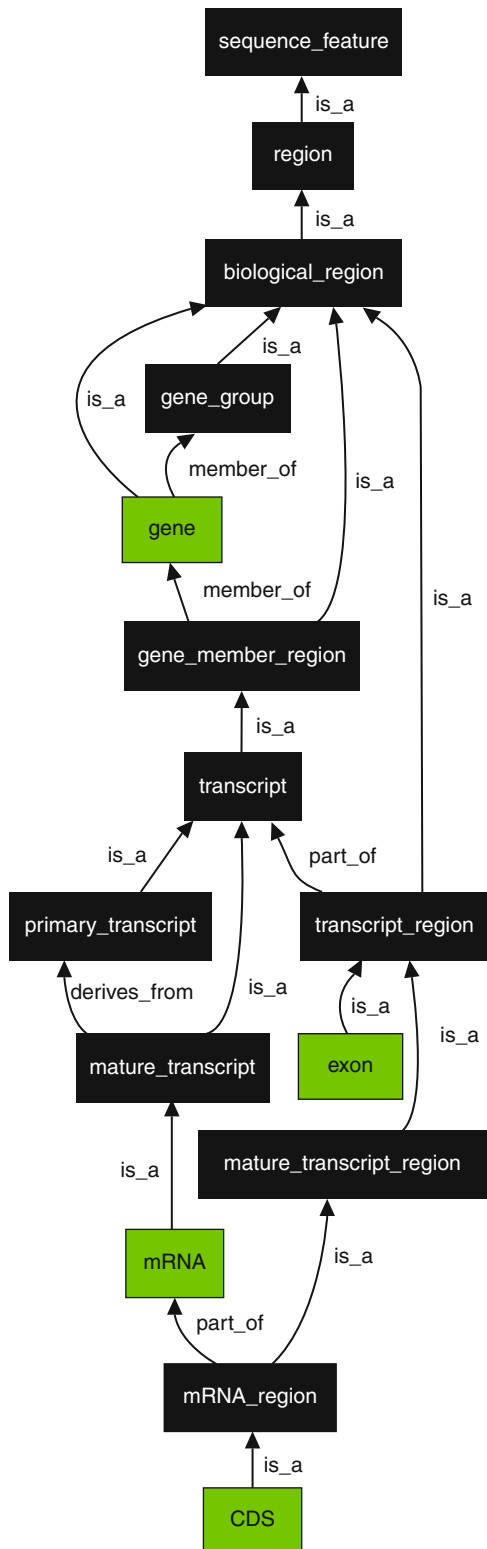 sequence_feature
is_a
region
is_a
biological_region
is_a
is_a
gene_group
member_of
is_a
gene
member_of
is_a
gene_member_region
is_a
transcript
is_a
part_of
primary_transcript
transcript_region
derives_from
is_a
is_a
is_a
mature_transcript
exon
mature_transcript_region
is_a
mRNA
is_a
part_of
mRNA_region
is_a
CDS